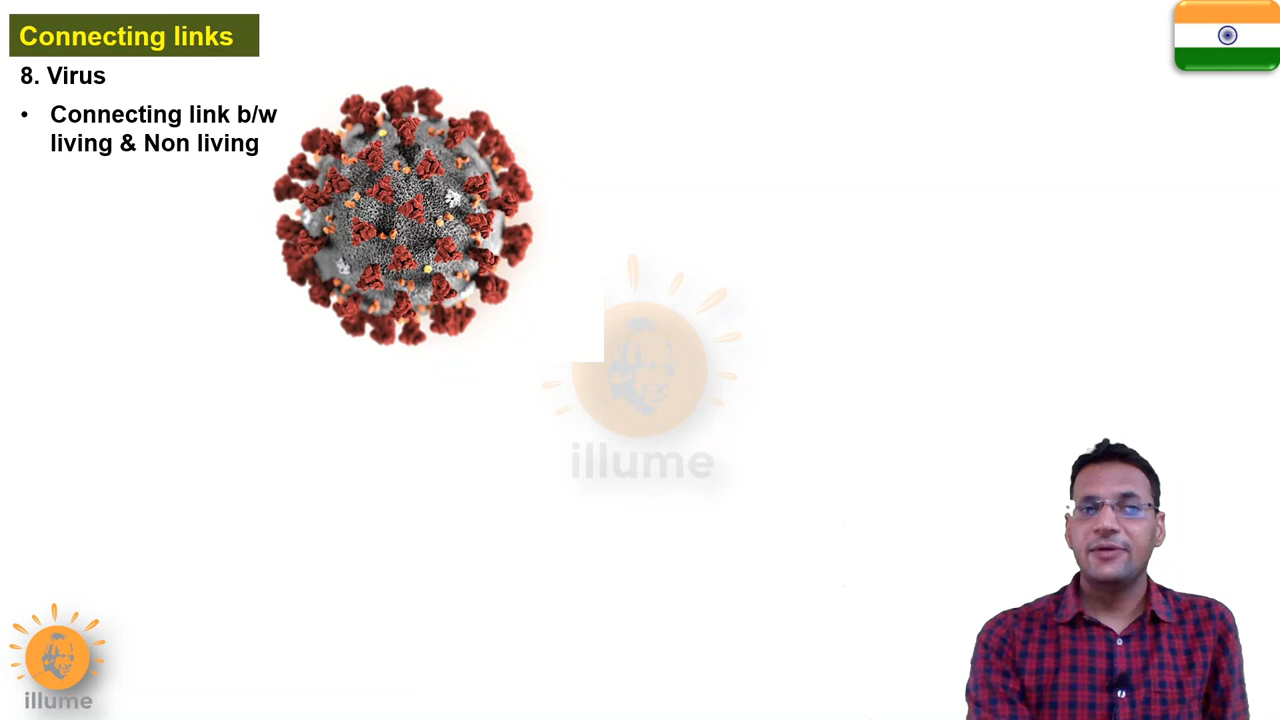 Connecting links
8. Virus
• Connecting link b/w
living & Non living
illume
illume